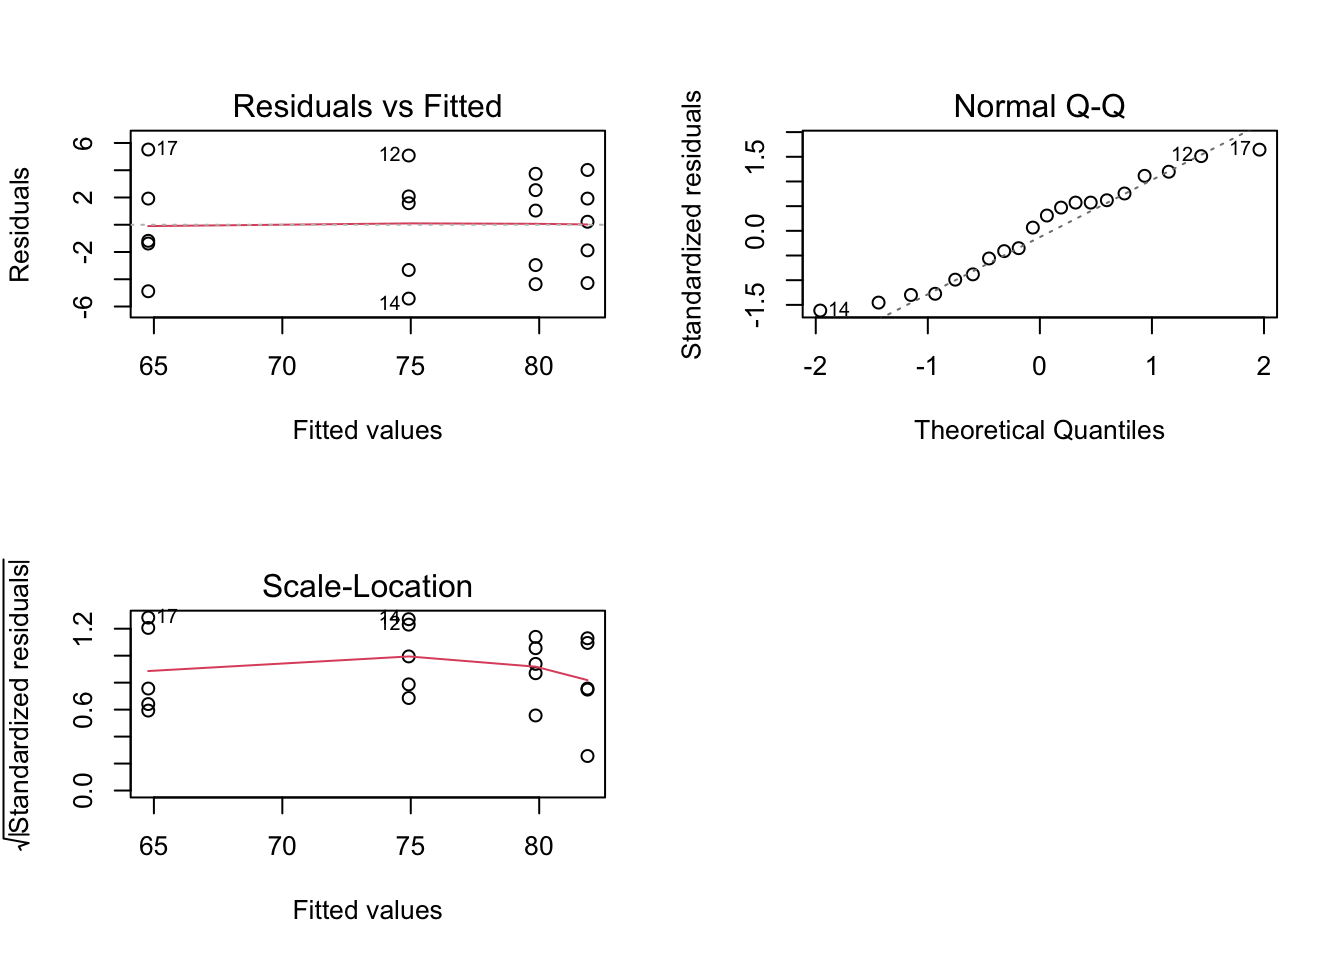 Residuals vs Fitted
Residuals
6
2
-2
-6
17
12
14
65 70 75 80
Fitted values
Normal Q-Q
Standardized residuals
1.5
0.0
-1.5
12
17
14
-2 -1 0 1 2
Theoretical Quantiles
Scale-Location
√|Standardized residuals|
1.2
0.6
0.0
17
14
12
65 70 75 80
Fitted values